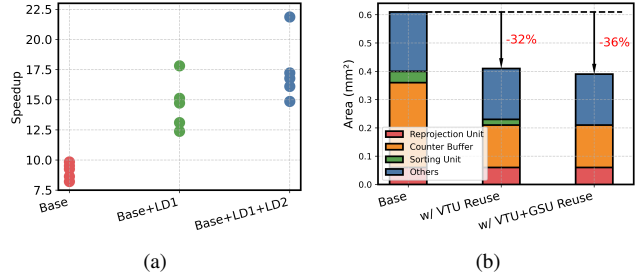 22.5
20.0
17.5
15.0
12.5
10.0
7.5
Speedup
Base
Base+LD1
Base+LD1+LD2
(a)
0.6
0.5
0.4
0.3
0.2
0.1
0.0
Area (mm²)
-32%
-36%
Reprojection Unit
Counter Buffer
Sorting Unit
Others
Base
w/ VTU Reuse
w/ VTU+GSU Reuse
(b)